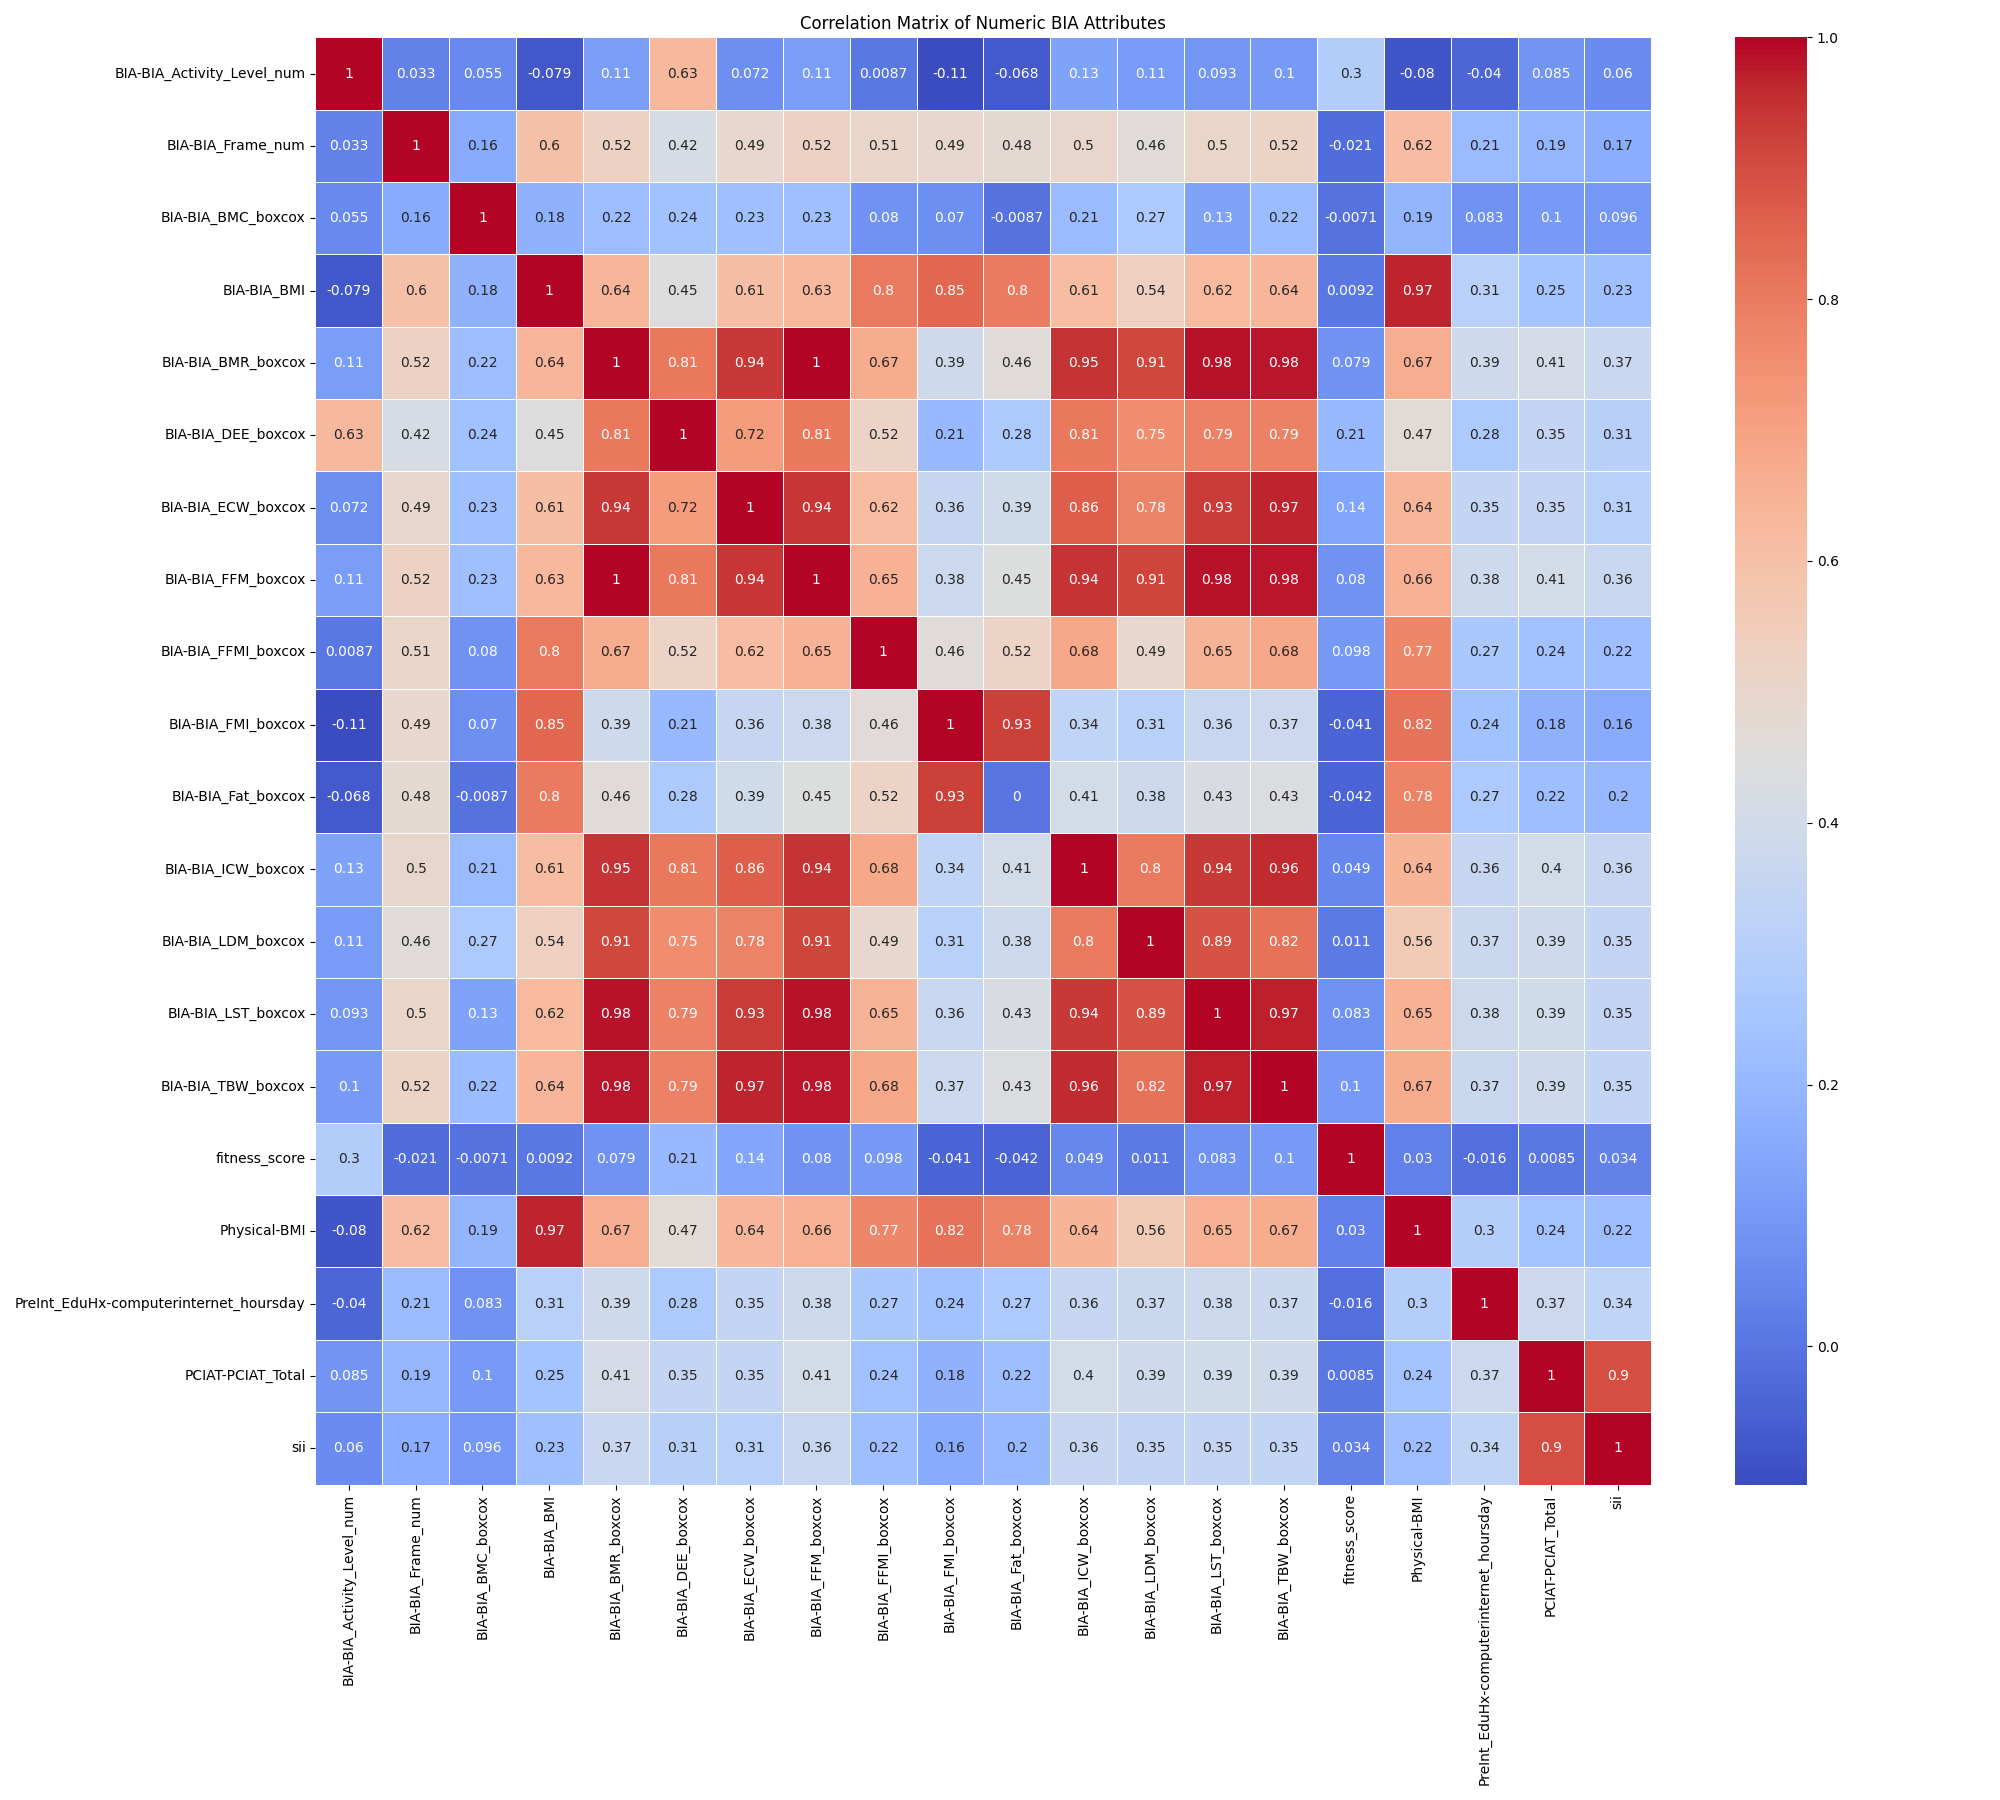 Correlation Matrix of Numeric BIA Attributes
BIA-BIA_Activity_Level_num 1 0.033 0.055 -0.079 0.11 0.63 0.072 0.11 0.0087 -0.11 -0.068 0.13 0.11 0.093 0.1 0.3 -0.08 -0.04 0.085 0.06
BIA-BIA_Frame_num 0.033 1 0.16 0.6 0.52 0.42 0.49 0.52 0.51 0.49 0.48 0.5 0.46 0.5 0.52 -0.021 0.62 0.21 0.19 0.17
BIA-BIA_BMC_boxcox 0.055 0.16 1 0.18 0.22 0.24 0.23 0.23 0.08 0.07 -0.0087 0.21 0.27 0.13 0.22 -0.0071 0.19 0.083 0.1 0.096
BIA-BIA_BMI -0.079 0.6 0.18 1 0.64 0.45 0.61 0.63 0.8 0.85 0.8 0.61 0.54 0.62 0.64 0.0092 0.97 0.31 0.25 0.23
BIA-BIA_BMR_boxcox 0.11 0.52 0.22 0.64 1 0.81 0.94 1 0.67 0.39 0.46 0.95 0.91 0.98 0.98 0.079 0.67 0.39 0.41 0.37
BIA-BIA_DEE_boxcox 0.63 0.42 0.24 0.45 0.81 1 0.72 0.81 0.52 0.21 0.28 0.81 0.75 0.79 0.79 0.21 0.47 0.28 0.35 0.31
BIA-BIA_ECW_boxcox 0.072 0.49 0.23 0.61 0.94 0.72 1 0.94 0.62 0.36 0.39 0.86 0.78 0.93 0.97 0.14 0.64 0.35 0.35 0.31
BIA-BIA_FFM_boxcox 0.11 0.52 0.23 0.63 1 0.81 0.94 1 0.65 0.38 0.45 0.94 0.91 0.98 0.98 0.08 0.66 0.38 0.41 0.36
BIA-BIA_FFMI_boxcox 0.0087 0.51 0.08 0.8 0.67 0.52 0.62 0.65 1 0.46 0.52 0.68 0.49 0.65 0.68 0.098 0.77 0.27 0.24 0.22
BIA-BIA_FMI_boxcox -0.11 0.49 0.07 0.85 0.39 0.21 0.36 0.38 0.46 1 0.93 0.34 0.31 0.36 0.37 -0.041 0.82 0.24 0.18 0.16
BIA-BIA_Fat_boxcox -0.068 0.48 -0.0087 0.8 0.46 0.28 0.39 0.45 0.52 0.93 0 0.41 0.38 0.43 0.43 -0.042 0.78 0.27 0.22 0.2
BIA-BIA_ICW_boxcox 0.13 0.5 0.21 0.61 0.95 0.81 0.86 0.94 0.68 0.34 0.41 1 0.8 0.94 0.96 0.049 0.64 0.36 0.4 0.36
BIA-BIA_LDM_boxcox 0.11 0.46 0.27 0.54 0.91 0.75 0.78 0.91 0.49 0.31 0.38 0.8 1 0.89 0.82 0.011 0.56 0.37 0.39 0.35
BIA-BIA_LST_boxcox 0.093 0.5 0.13 0.62 0.98 0.79 0.93 0.98 0.65 0.36 0.43 0.94 0.89 1 0.97 0.083 0.65 0.38 0.39 0.35
BIA-BIA_TBW_boxcox 0.1 0.52 0.22 0.64 0.98 0.79 0.97 0.98 0.68 0.37 0.43 0.96 0.82 0.97 1 0.1 0.67 0.37 0.39 0.35
fitness_score 0.3 -0.021 -0.0071 0.0092 0.079 0.21 0.14 0.08 0.098 -0.041 -0.042 0.049 0.011 0.083 0.1 1 0.03 -0.016 0.0085 0.034
Physical-BMI -0.08 0.62 0.19 0.97 0.67 0.47 0.64 0.66 0.77 0.82 0.78 0.64 0.56 0.65 0.67 0.03 1 0.3 0.24 0.22
PreInt_EduHx-computerinternet_hoursday -0.04 0.21 0.083 0.31 0.39 0.28 0.35 0.38 0.27 0.24 0.27 0.36 0.37 0.38 0.37 -0.016 0.3 1 0.37 0.34
PCIAT-PCIAT_Total 0.085 0.19 0.1 0.25 0.41 0.35 0.35 0.41 0.24 0.18 0.22 0.4 0.39 0.39 0.39 0.0085 0.24 0.37 1 0.9
sii 0.06 0.17 0.096 0.23 0.37 0.31 0.31 0.36 0.22 0.16 0.2 0.36 0.35 0.35 0.35 0.034 0.22 0.34 0.9 1
BIA-BIA_Activity_Level_num
BIA-BIA_Frame_num
BIA-BIA_BMC_boxcox
BIA-BIA_BMI
BIA-BIA_BMR_boxcox
BIA-BIA_DEE_boxcox
BIA-BIA_ECW_boxcox
BIA-BIA_FFM_boxcox
BIA-BIA_FFMI_boxcox
BIA-BIA_FMI_boxcox
BIA-BIA_Fat_boxcox
BIA-BIA_ICW_boxcox
BIA-BIA_LDM_boxcox
BIA-BIA_LST_boxcox
BIA-BIA_TBW_boxcox
fitness_score
Physical-BMI
PreInt_EduHx-computerinternet_hoursday
PCIAT-PCIAT_Total
sii
1.0
0.8
0.6
0.4
0.2
0.0